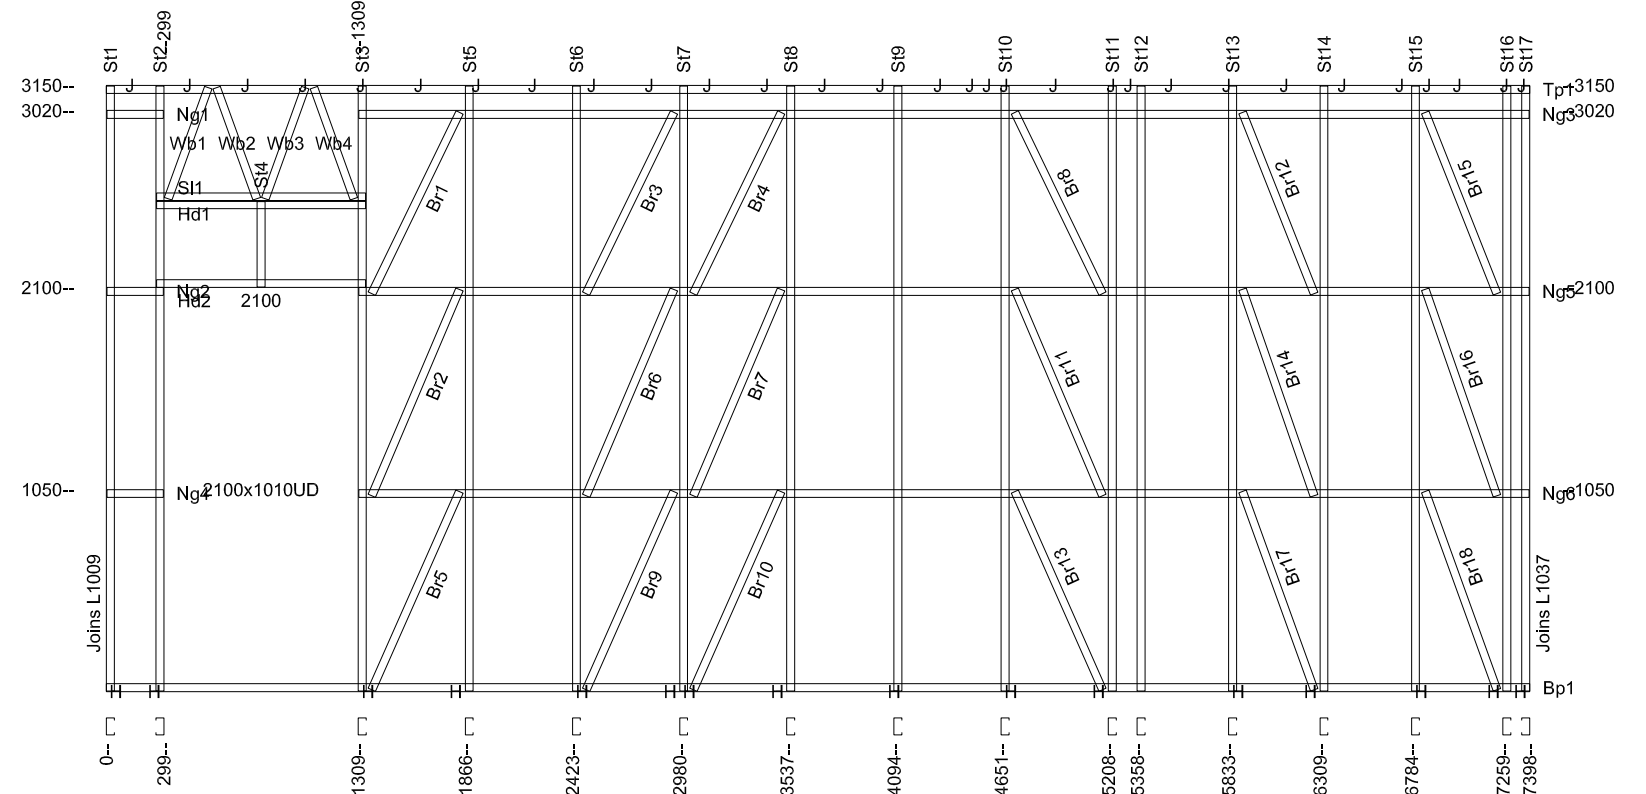 St1
St2-299
St3-1309
St5
St6
St7
St8
St9
St10
St11
St12
St13
St14
St15
St16
St17
3150--
J J J J J J J J J J J J J J J J J J J J J J J J J J J J J
Tp1
--3150
3020--
Ng1
Ng3
--3020
Wb1 Wb2 Wb3 Wb4
St4
Sl1
Hd1
Br1
Br3
Br4
Br8
Br12
Br15
2100--
Ng2
Hd2
2100
Ng5
--2100
Br2
Br6
Br7
Br11
Br14
Br16
1050--
Ng4
2100x1010UD
Ng6
--1050
Joins L1009
Br5
Br9
Br10
Br13
Br17
Br18
Joins L1037
Bp1
0--
299--
1309--
1866--
2423--
2980--
3537--
4094--
4651--
5208--
5358--
5833--
6309--
6784--
7259--
7398--